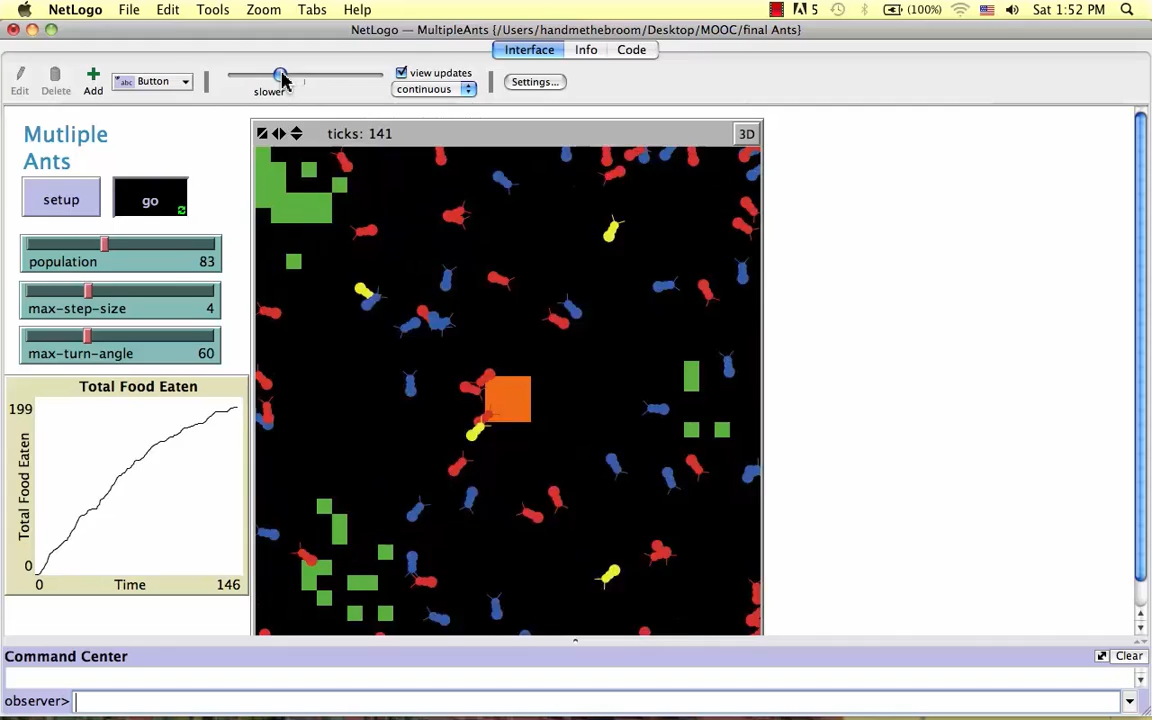 NetLogo File Edit Tools Zoom Tabs Help 5 (100%) Sat 1:52 PM
NetLogo — MultipleAnts {/Users/handmethebroom/Desktop/MOOC/final Ants}
Interface Info Code
Edit Delete Add abc Button slower view updates continuous Settings...
Mutliple
Ants
ticks: 141 3D
setup go
population 83
max-step-size 4
max-turn-angle 60
Total Food Eaten
199
Total Food Eaten
0
0 Time 146
Command Center Clear
observer>